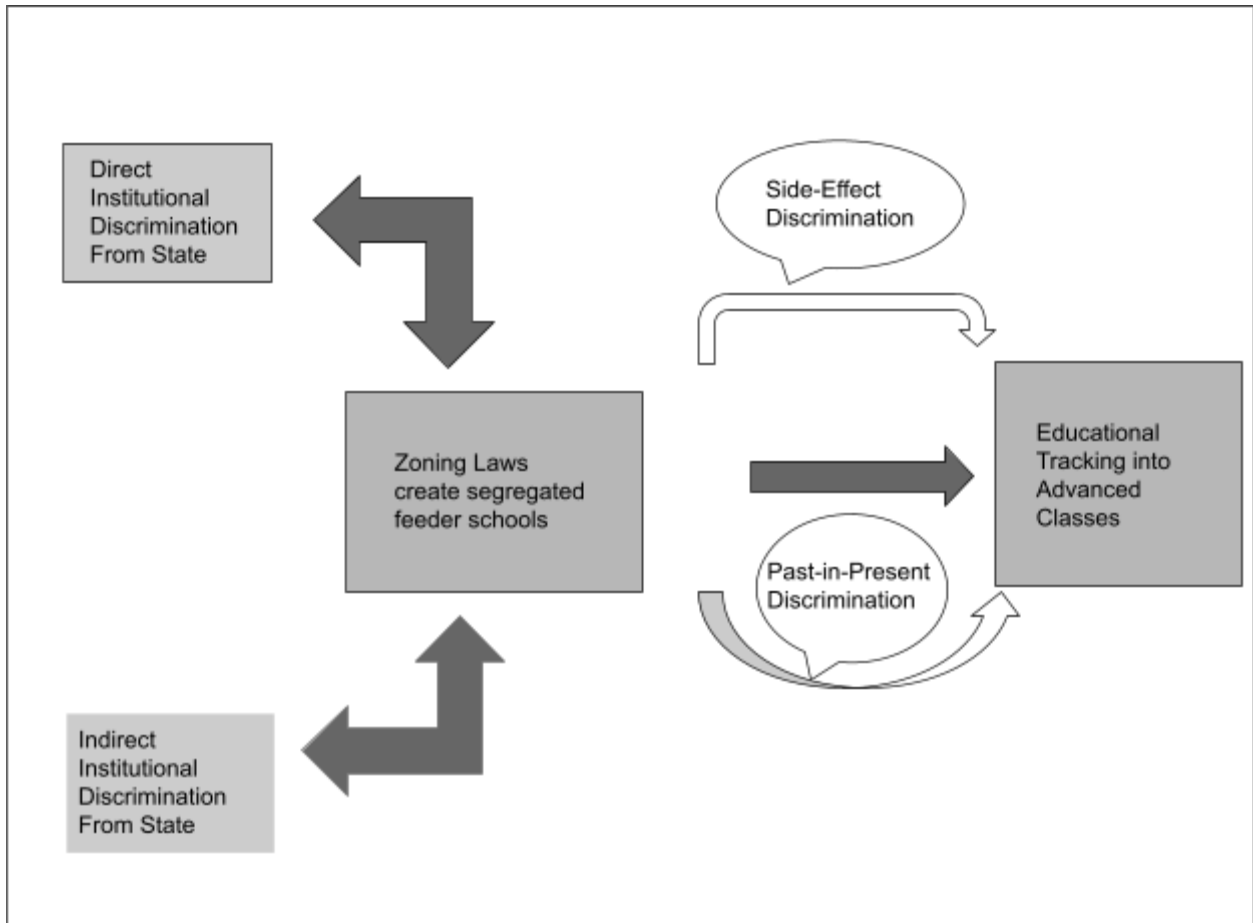 Direct
Institutional
Discrimination
From State
Side-Effect
Discrimination
Zoning Laws
create segregated
feeder schools
Educational
Tracking into
Advanced
Classes
Past-in-Present
Discrimination
Indirect
Institutional
Discrimination
From State